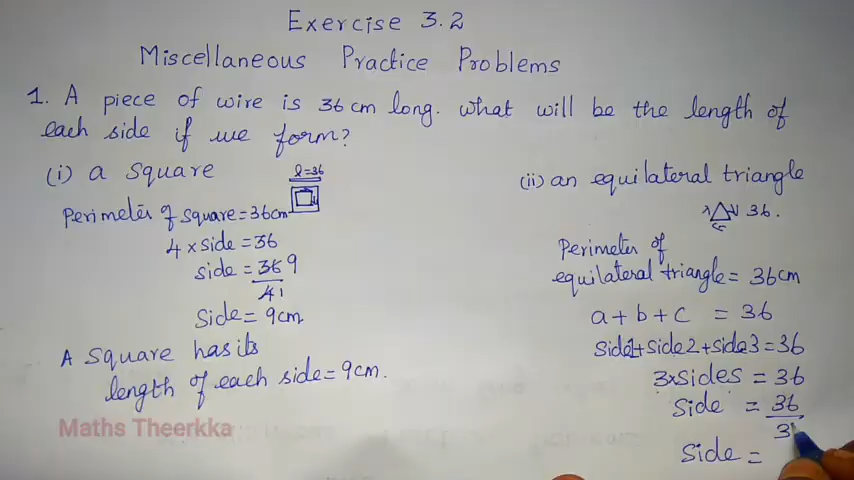 Exercise 3.2
Miscellaneous Practice Problems
1. A piece of wire is 36 cm long. what will be the length of
each side if we form?
(i) a square
l=36
Perimeter of square = 36cm
4 x side = 36
side = 36 9
4 1
Side = 9cm
A square has its
length of each side = 9cm.
(ii) an equilateral triangle
36.
Perimeter of
equilateral triangle = 36cm
a + b + c = 36
Side1 + side2 + side3 = 36
3 x sides = 36
Side = 36
3
Side =
Maths Theerkka